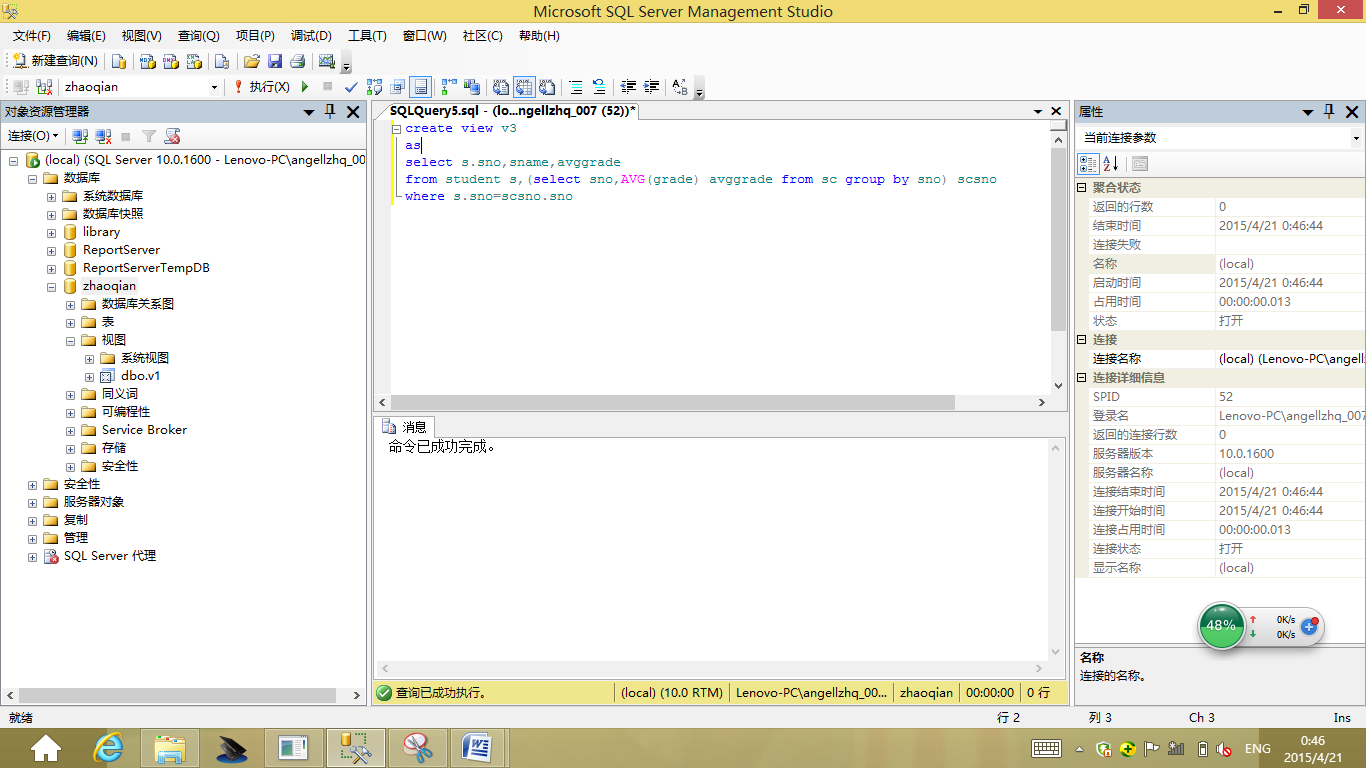 Microsoft SQL Server Management Studio
文件(F) 编辑(E) 视图(V) 查询(Q) 项目(P) 调试(D) 工具(T) 窗口(W) 社区(C) 帮助(H)
新建查询(N)
zhaoqian 执行(X)
对象资源管理器
连接(O)
(local) (SQL Server 10.0.1600 - Lenovo-PC\angellzhq_00
数据库
系统数据库
数据库快照
library
ReportServer
ReportServerTempDB
zhaoqian
数据库关系图
表
视图
系统视图
dbo.v1
同义词
可编程性
Service Broker
存储
安全性
安全性
服务器对象
复制
管理
SQL Server 代理
SQLQuery5.sql - (lo...ngellzhq_007 (52))*
create view v3
as
select s.sno,sname,avggrade
from student s,(select sno,AVG(grade) avggrade from sc group by sno) scsno
where s.sno=scsno.sno
消息
命令已成功完成。
查询已成功执行。 (local) (10.0 RTM) Lenovo-PC\angellzhq_00... zhaoqian 00:00:00 0 行
属性
当前连接参数
聚合状态
返回的行数 0
结束时间 2015/4/21 0:46:44
连接失败
名称 (local)
启动时间 2015/4/21 0:46:44
占用时间 00:00:00.013
状态 打开
连接
连接名称 (local) (Lenovo-PC\angell
连接详细信息
SPID 52
登录名 Lenovo-PC\angellzhq_007
返回的连接行数 0
服务器版本 10.0.1600
服务器名称 (local)
连接结束时间 2015/4/21 0:46:44
连接开始时间 2015/4/21 0:46:44
连接占用时间 00:00:00.013
连接状态 打开
显示名称 (local)
48% 0K/s
0K/s
名称
连接的名称。
就绪 行 2 列 3 Ch 3 Ins
ENG 0:46
2015/4/21